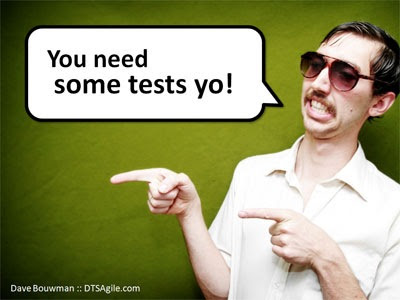 You need
some tests yo!
Dave Bouwman :: DTSAgile.com